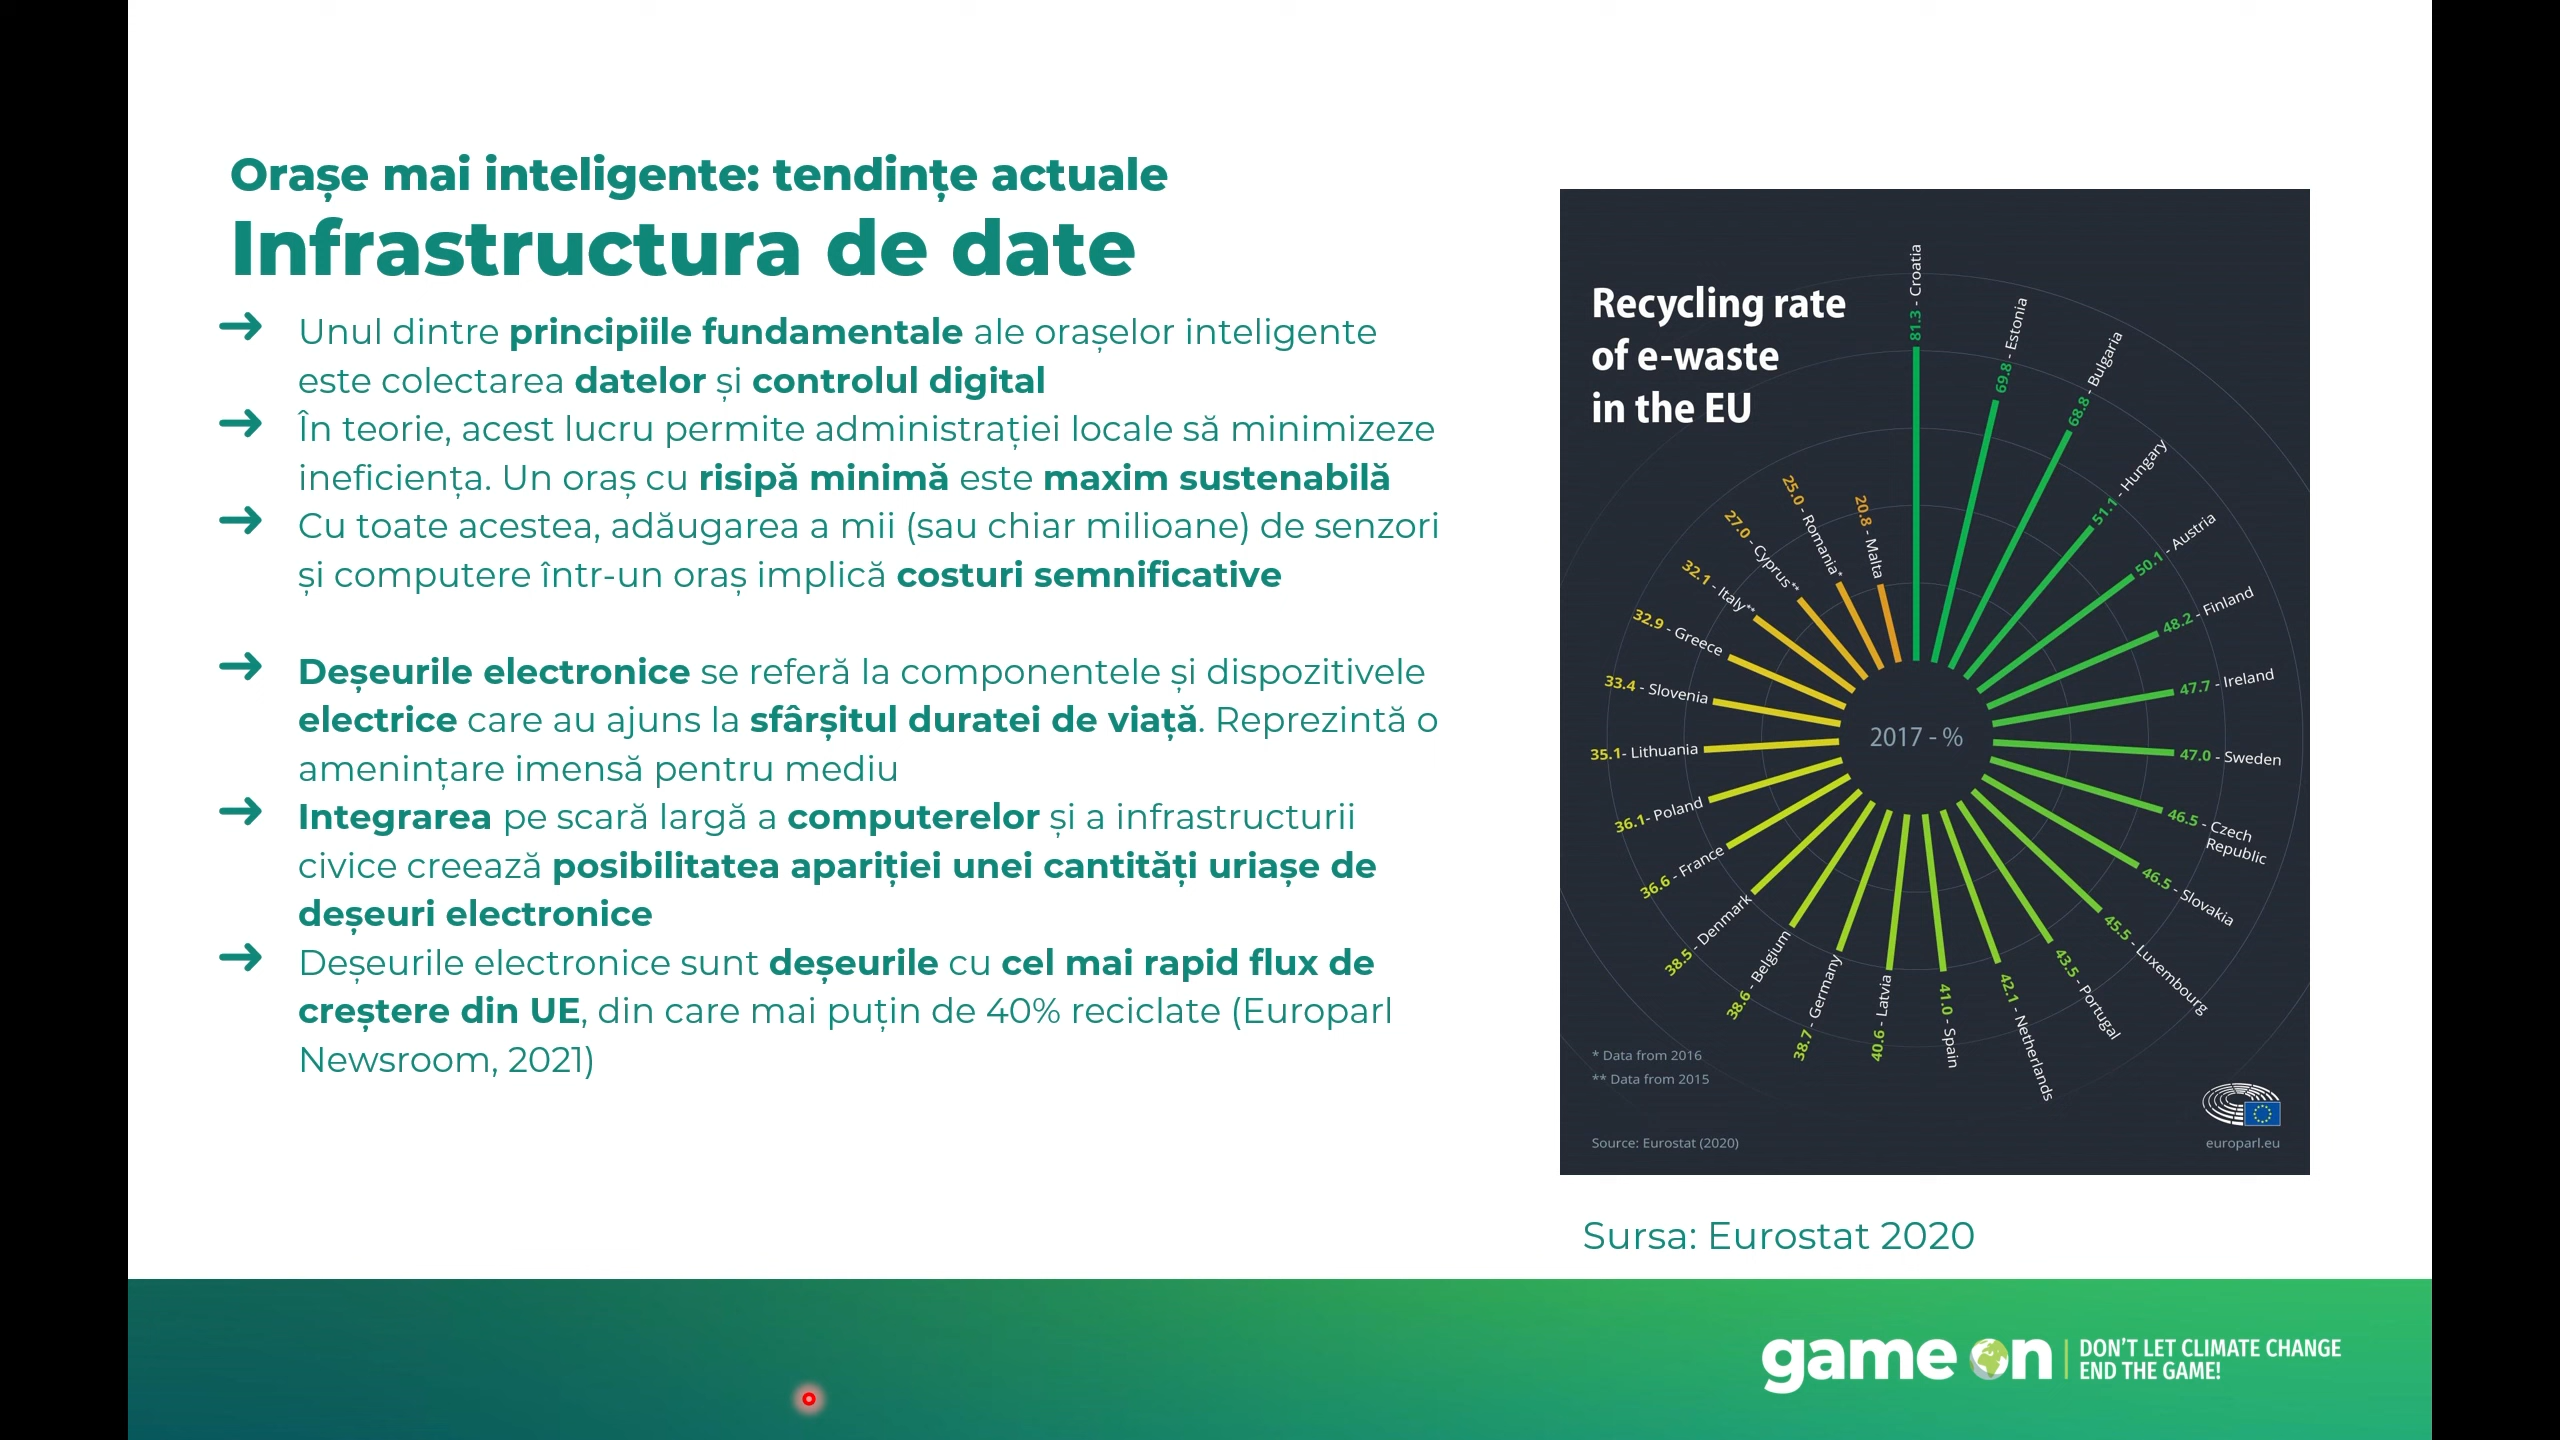 Orașe mai inteligente: tendințe actuale
Infrastructura de date
Unul dintre principiile fundamentale ale orașelor inteligente
este colectarea datelor și controlul digital
În teorie, acest lucru permite administrației locale să minimizeze
ineficiența. Un oraș cu risipă minimă este maxim sustenabilă
Cu toate acestea, adăugarea a mii (sau chiar milioane) de senzori
și computere într-un oraș implică costuri semnificative
Deșeurile electronice se referă la componentele și dispozitivele
electrice care au ajuns la sfârșitul duratei de viață. Reprezintă o
amenințare imensă pentru mediu
Integrarea pe scară largă a computerelor și a infrastructurii
civice creează posibilitatea apariției unei cantități uriașe de
deșeuri electronice
Deșeurile electronice sunt deșeurile cu cel mai rapid flux de
creștere din UE, din care mai puțin de 40% reciclate (Europarl
Newsroom, 2021)
Recycling rate
of e-waste
in the EU
81.3 - Croatia
69.8 - Estonia
68.8 - Bulgaria
51.1 - Hungary
50.1 - Austria
48.2 - Finland
47.7 - Ireland
47.0 - Sweden
46.5 - Czech
Republic
46.5 - Slovakia
45.5 - Luxembourg
43.5 - Portugal
42.1 - Netherlands
41.0 - Spain
40.6 - Latvia
38.7 - Germany
38.6 - Belgium
38.5 - Denmark
36.6 - France
36.1- Poland
35.1- Lithuania
33.4 - Slovenia
32.9 - Greece
32.1 - Italy**
27.0 - Cyprus**
25.0 - Romania*
20.8 - Malta
2017 - %
* Data from 2016
** Data from 2015
Source: Eurostat (2020)
europarl.eu
Sursa: Eurostat 2020
game on
DON'T LET CLIMATE CHANGE
END THE GAME!